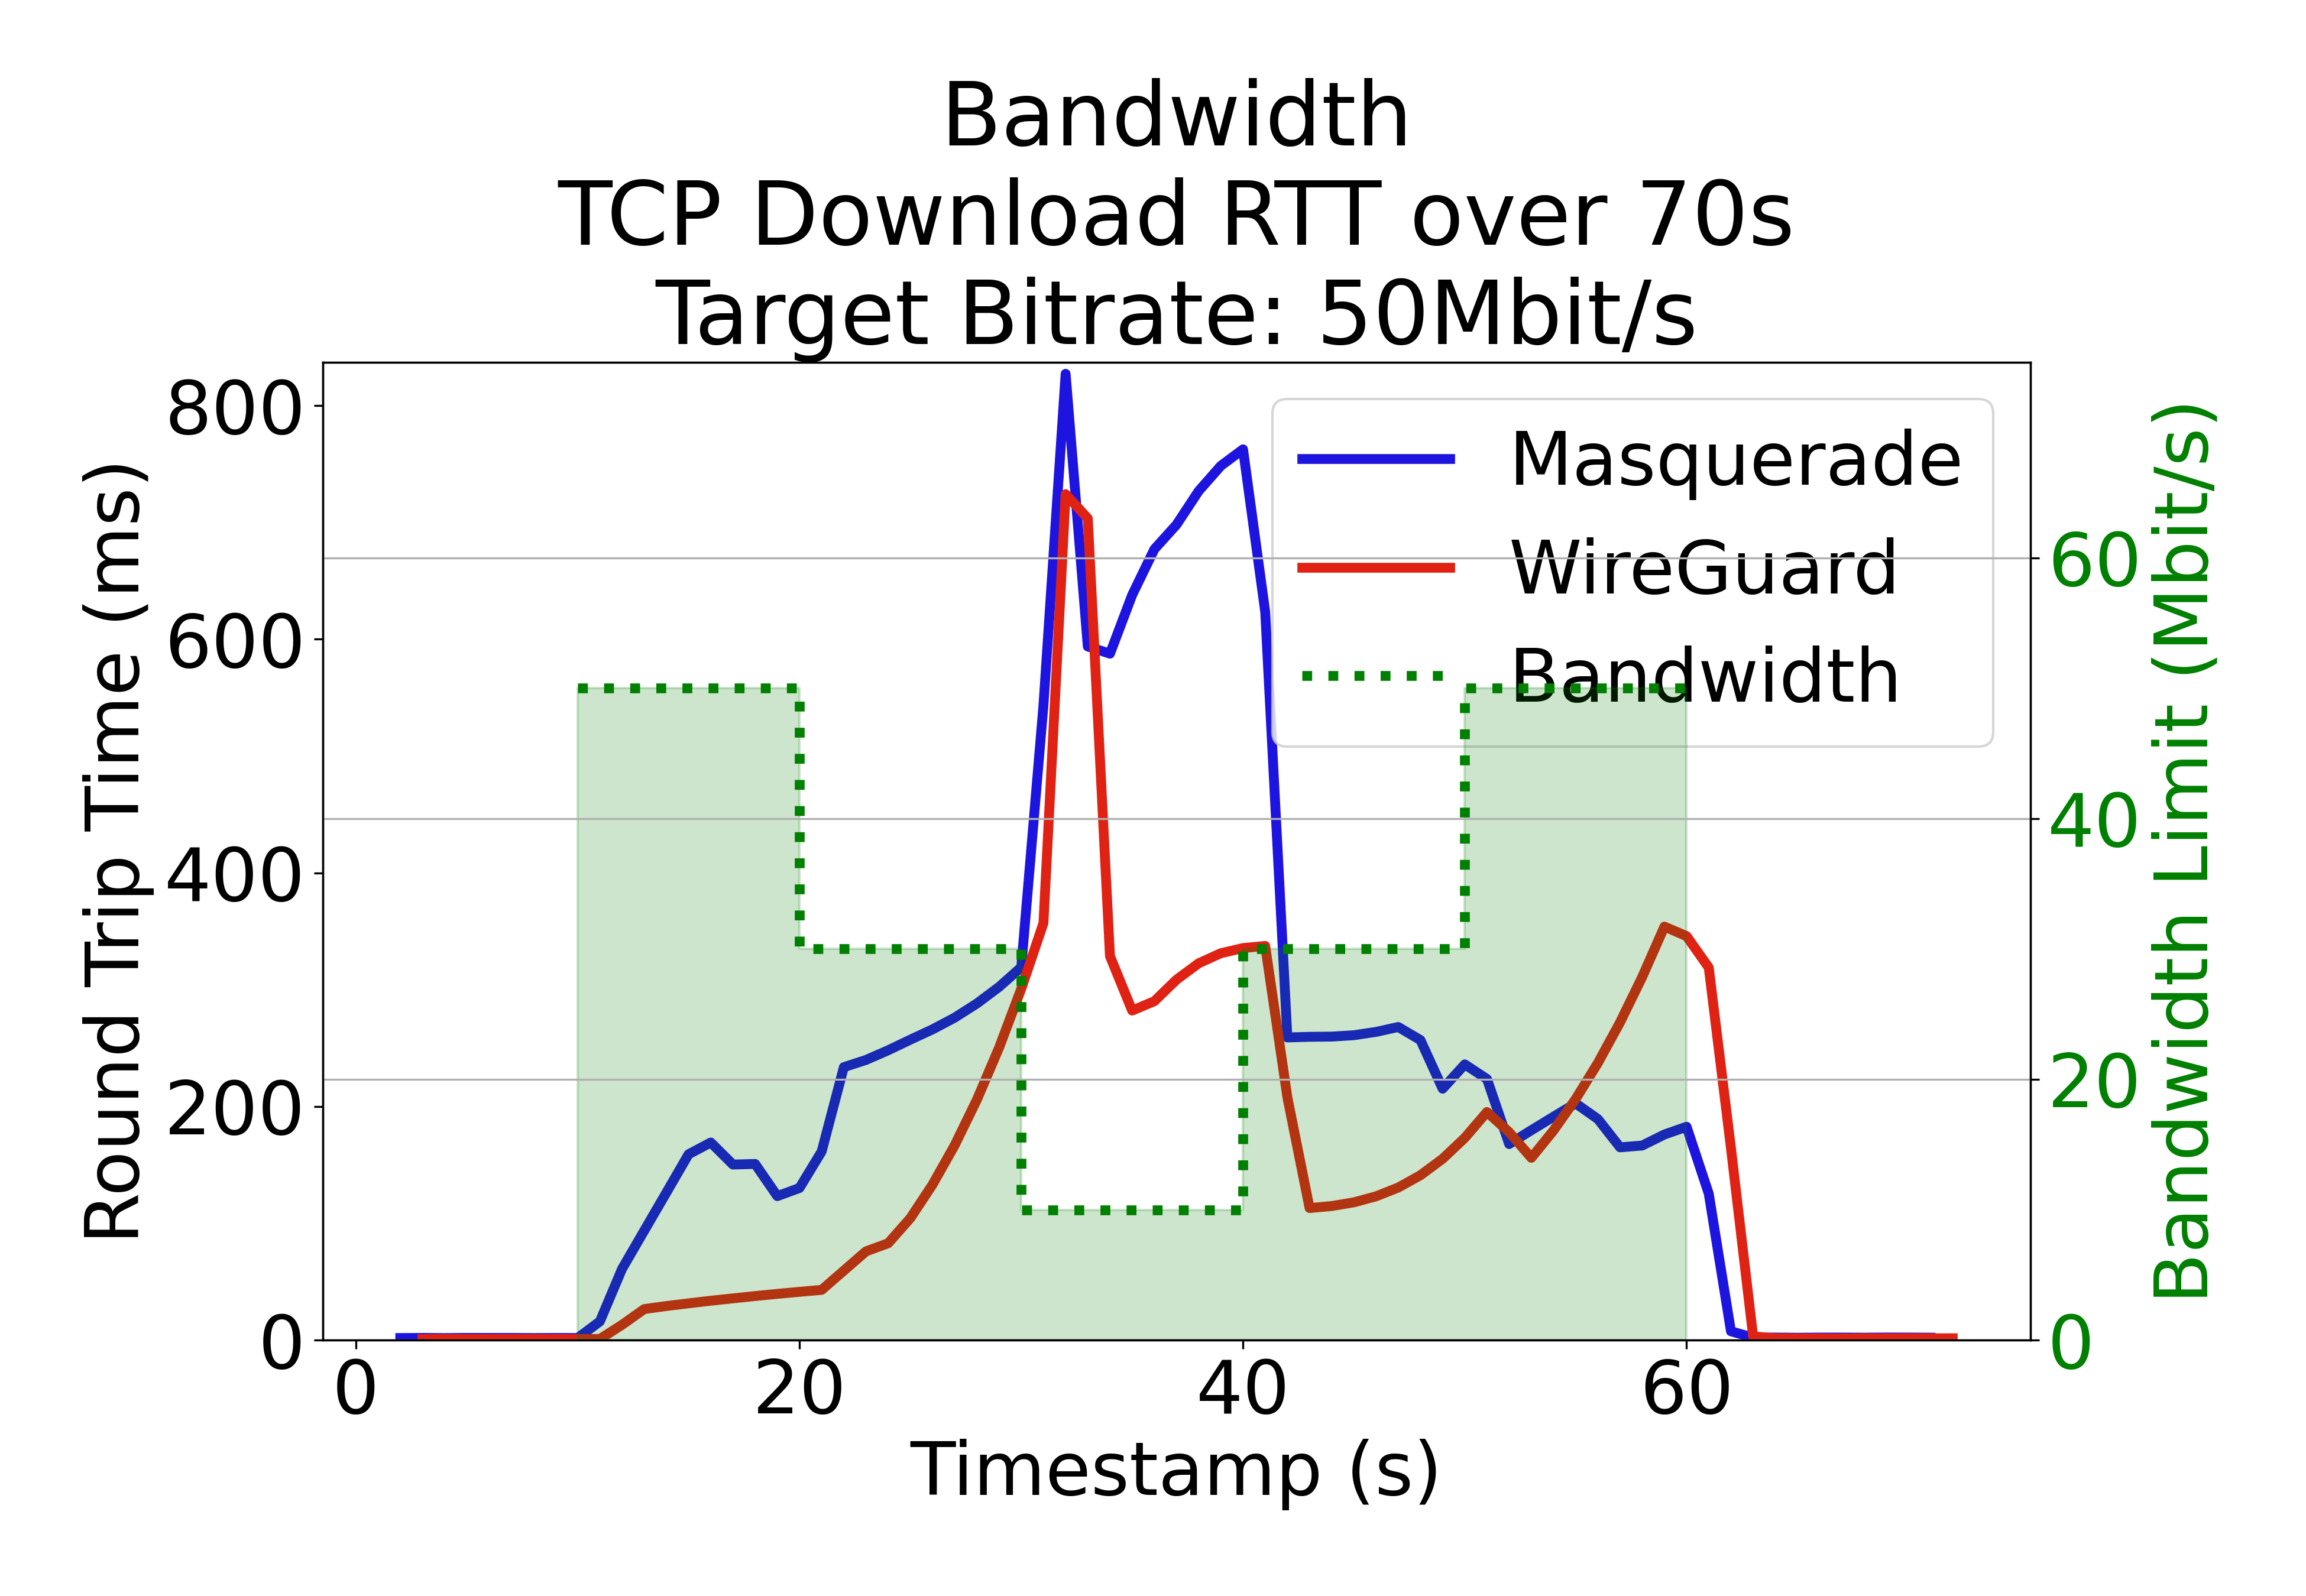 Bandwidth
TCP Download RTT over 70s
Target Bitrate: 50Mbit/s
Round Trip Time (ms)
800
600
400
200
0
Masquerade
WireGuard
Bandwidth
60
40
20
0
Bandwidth Limit (Mbit/s)
0
20
40
60
Timestamp (s)